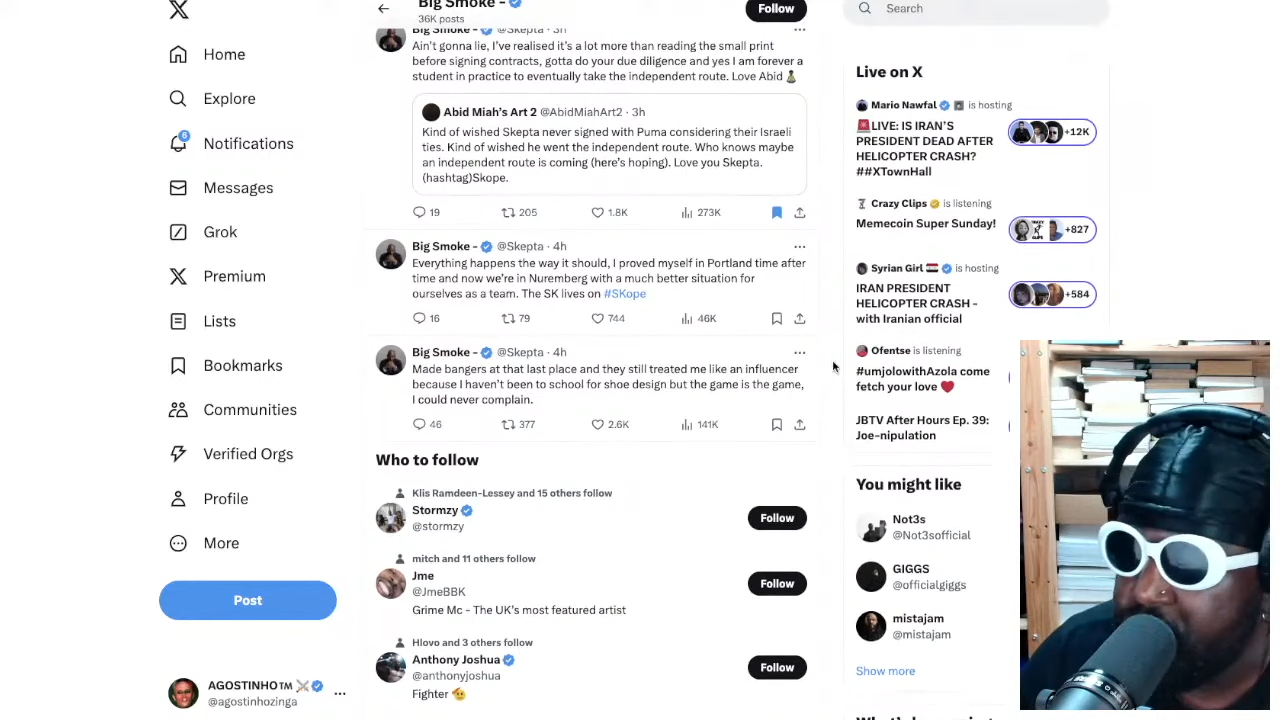 Home
Explore
6
Notifications
Messages
Grok
Premium
Lists
Bookmarks
Communities
Verified Orgs
Profile
More
Post
AGOSTINHO™
@agostinhozinga
Big Smoke -
36K posts
Follow
Big Smoke - @Skepta · 3h
Ain't gonna lie, I've realised it's a lot more than reading the small print
before signing contracts, gotta do your due diligence and yes I am forever a
student in practice to eventually take the independent route. Love Abid
Abid Miah's Art 2 @AbidMiahArt2 · 3h
Kind of wished Skepta never signed with Puma considering their Israeli
ties. Kind of wished he went the independent route. Who knows maybe
an independent route is coming (here's hoping). Love you Skepta.
(hashtag)Skope.
19 205 1.8K 273K
Big Smoke - @Skepta · 4h
Everything happens the way it should, I proved myself in Portland time after
time and now we're in Nuremberg with a much better situation for
ourselves as a team. The SK lives on #SKope
16 79 744 46K
Big Smoke - @Skepta · 4h
Made bangers at that last place and they still treated me like an influencer
because I haven't been to school for shoe design but the game is the game,
I could never complain.
46 377 2.6K 141K
Who to follow
Klis Ramdeen-Lessey and 15 others follow
Stormzy
@stormzy
Follow
mitch and 11 others follow
Jme
@JmeBBK
Follow
Grime Mc - The UK's most featured artist
Hlovo and 3 others follow
Anthony Joshua
@anthonyjoshua
Follow
Fighter
Search
Live on X
Mario Nawfal is hosting
LIVE: IS IRAN'S
PRESIDENT DEAD AFTER
HELICOPTER CRASH?
##XTownHall
+12K
Crazy Clips is listening
Memecoin Super Sunday!
+827
Syrian Girl is hosting
IRAN PRESIDENT
HELICOPTER CRASH -
with Iranian official
+584
Ofentse is listening
#umjolowithAzola come
fetch your love
JBTV After Hours Ep. 39:
Joe-nipulation
You might like
Not3s
@Not3sofficial
GIGGS
@officialgiggs
mistajam
@mistajam
Show more